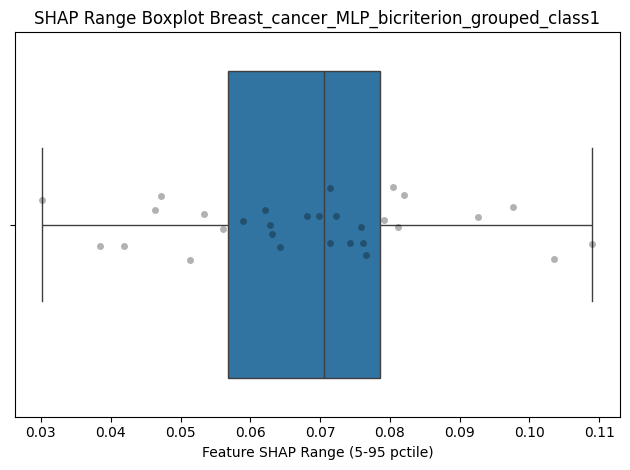 SHAP Range Boxplot Breast_cancer_MLP_bicriterion_grouped_class1
0.03 0.04 0.05 0.06 0.07 0.08 0.09 0.10 0.11
Feature SHAP Range (5-95 pctile)